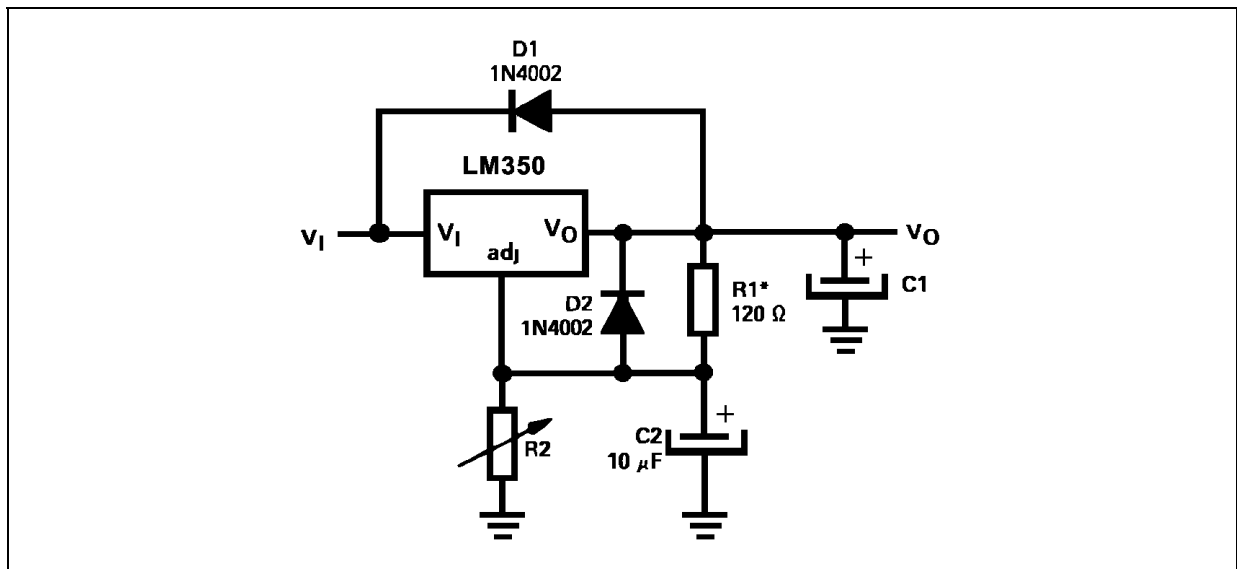 D1
1N4002
LM350
VI
VI
VO
adj
VO
+
C1
D2
1N4002
R1*
120 Ω
R2
+
C2
10 μF